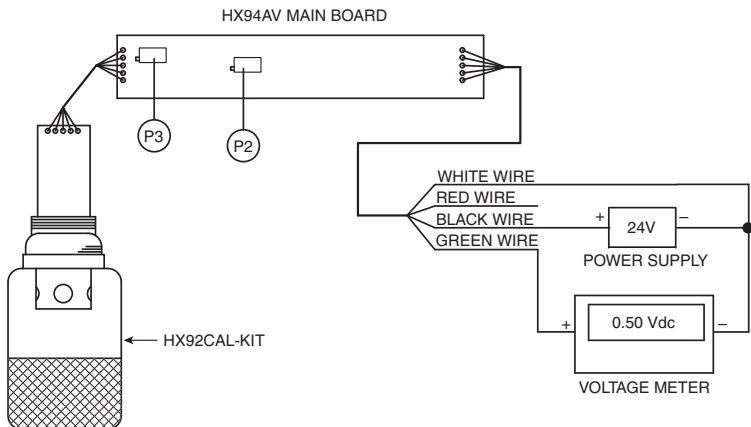 HX94AV MAIN BOARD
P3
P2
WHITE WIRE
RED WIRE
BLACK WIRE
GREEN WIRE
+ 24V –
POWER SUPPLY
+ 0.50 Vdc –
VOLTAGE METER
HX92CAL-KIT